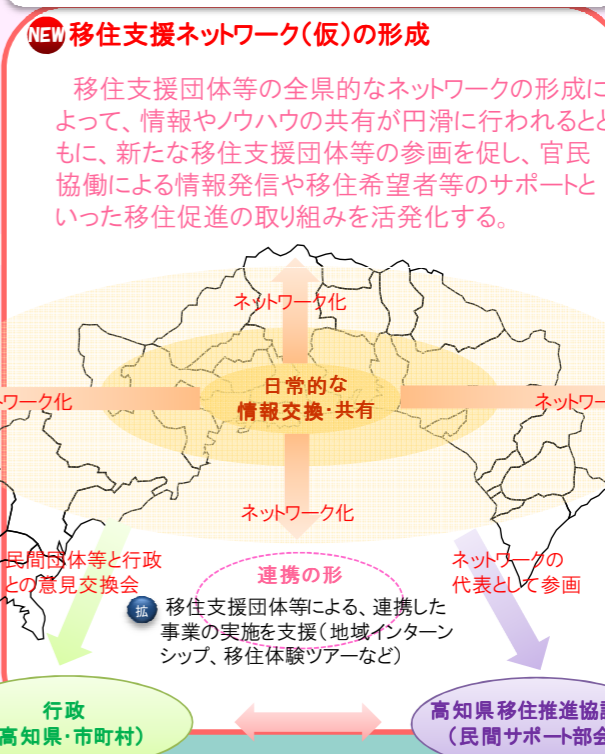 NEW 移住支援ネットワーク(仮)の形成
移住支援団体等の全県的なネットワークの形成に
よって、情報やノウハウの共有が円滑に行われるとと
もに、新たな移住支援団体等の参画を促し、官民
協働による情報発信や移住希望者等のサポートと
いった移住促進の取り組みを活発化する。
ネットワーク化
日常的な
情報交換・共有
トワーク化
ネットワー
ネットワーク化
民間団体等と行政
との意見交換会
連携の形
ネットワークの
代表として参画
拡 移住支援団体等による、連携した
事業の実施を支援(地域インターン
シップ、移住体験ツアーなど)
行政
高知県・市町村)
高知県移住推進協議
(民間サポート部会